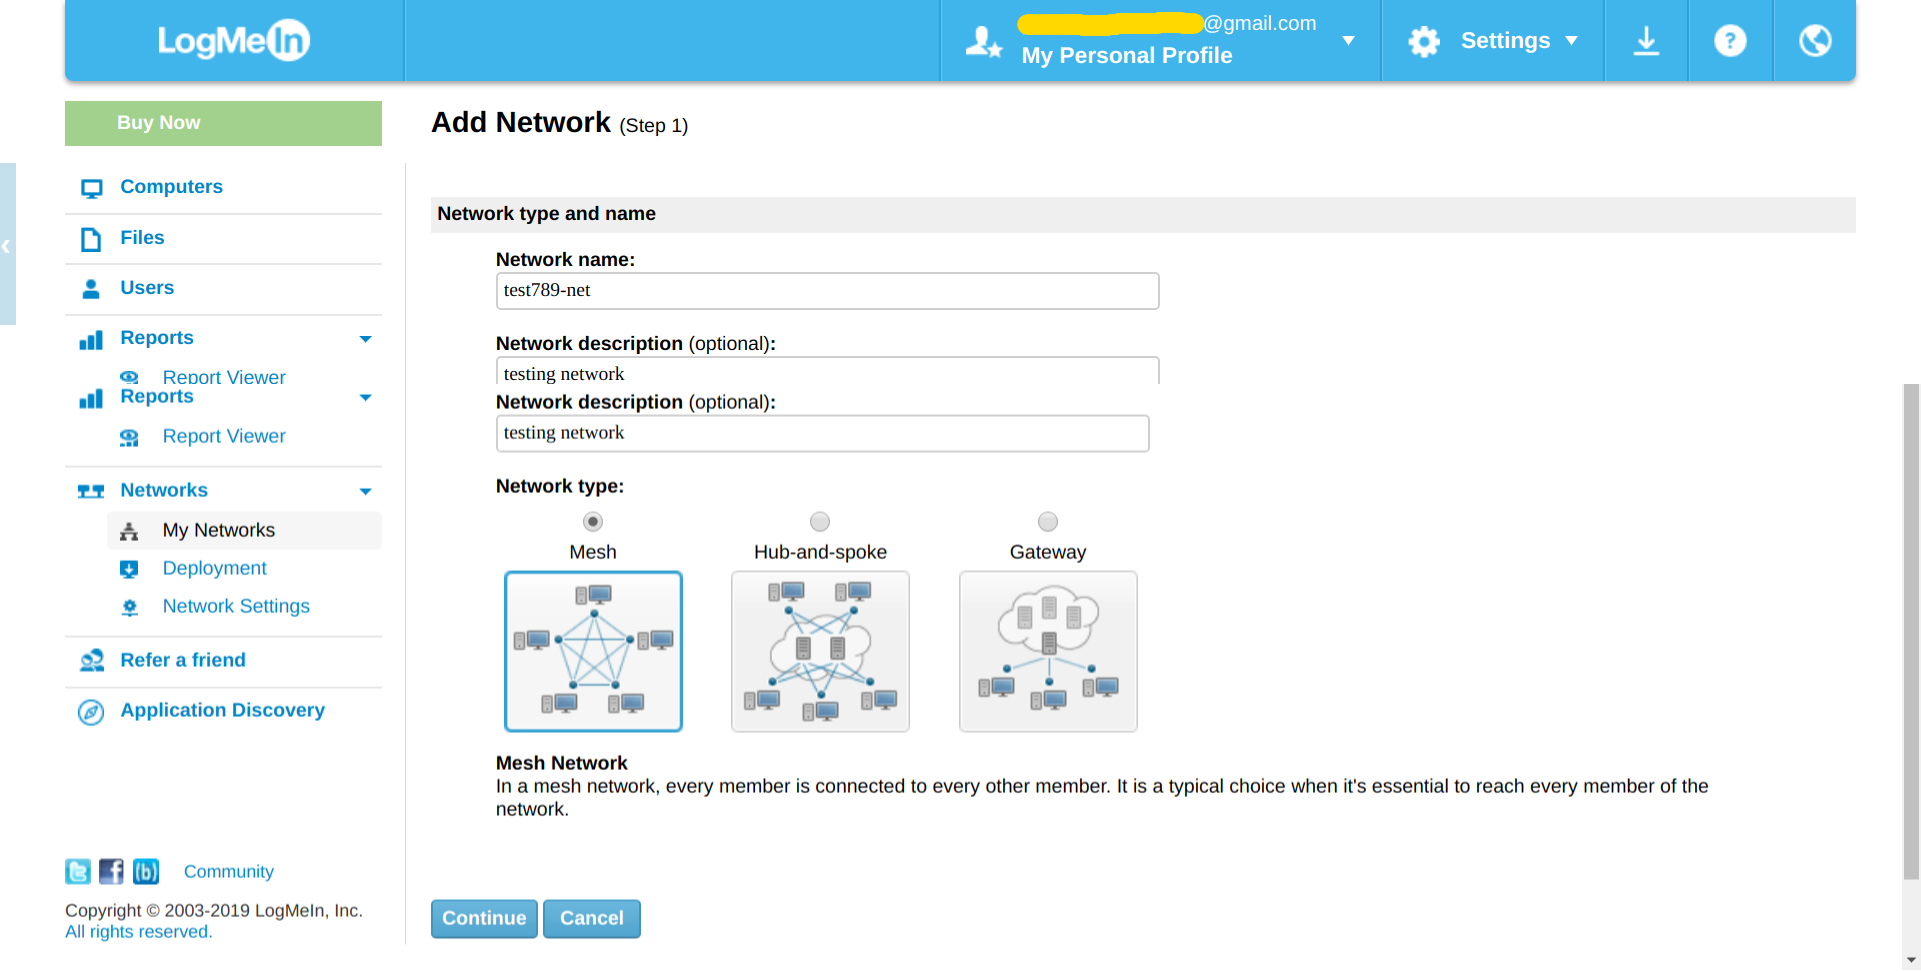 LogMeIn
@gmail.com
My Personal Profile
Settings
?
Buy Now
Add Network (Step 1)
Computers
Files
Users
Reports
Report Viewer
Reports
Report Viewer
Networks
My Networks
Deployment
Network Settings
Refer a friend
Application Discovery
Network type and name
Network name:
test789-net
Network description (optional):
testing network
Network description (optional):
testing network
Network type:
Mesh
Hub-and-spoke
Gateway
Mesh Network
In a mesh network, every member is connected to every other member. It is a typical choice when it's essential to reach every member of the
network.
Continue
Cancel
f
(b)
Community
Copyright © 2003-2019 LogMeIn, Inc.
All rights reserved.